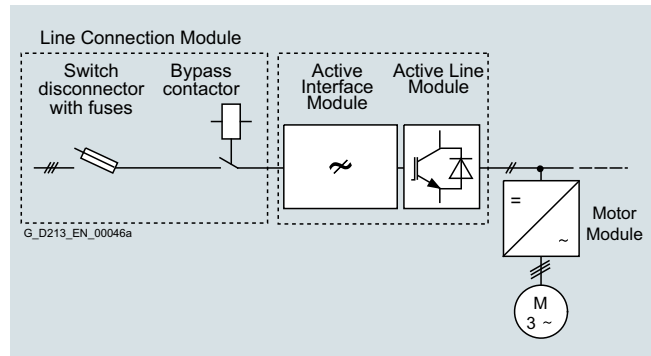 Line Connection Module
Switch
disconnector
with fuses
Bypass
contactor
Active
Interface
Module
Active Line
Module
G_D213_EN_00046a
=
~
Motor
Module
M
3 ~